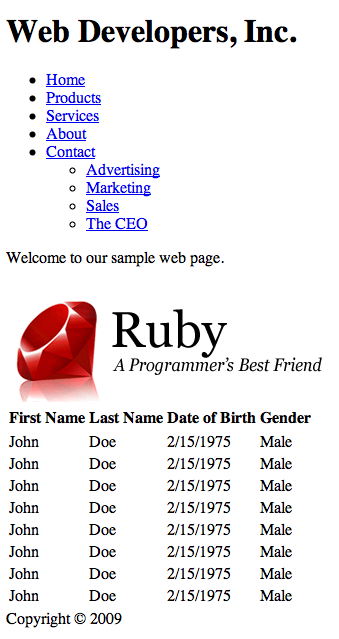 Web Developers, Inc.
Home
Products
Services
About
Contact
Advertising
Marketing
Sales
The CEO
Welcome to our sample web page.
Ruby
A Programmer's Best Friend
First Name Last Name Date of Birth Gender
John Doe 2/15/1975 Male
John Doe 2/15/1975 Male
John Doe 2/15/1975 Male
John Doe 2/15/1975 Male
John Doe 2/15/1975 Male
John Doe 2/15/1975 Male
John Doe 2/15/1975 Male
John Doe 2/15/1975 Male
Copyright © 2009